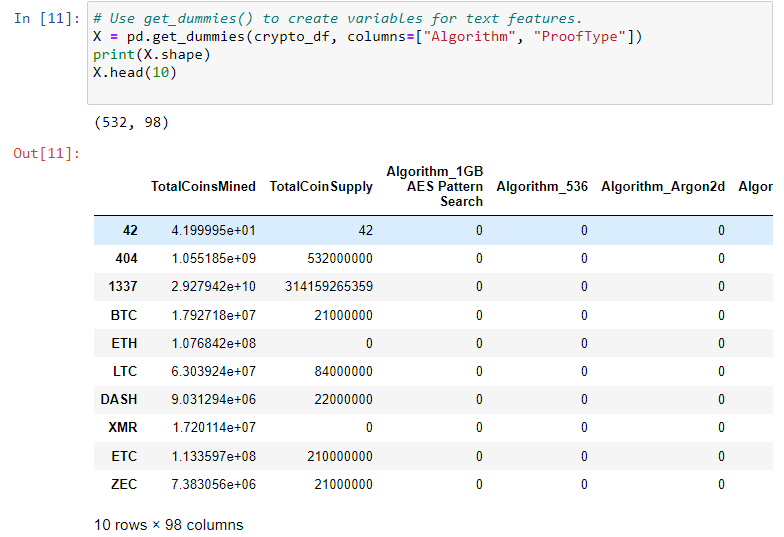 In [11]: # Use get_dummies() to create variables for text features.
X = pd.get_dummies(crypto_df, columns=["Algorithm", "ProofType"])
print(X.shape)
X.head(10)
(532, 98)
Out[11]:
TotalCoinsMined TotalCoinSupply Algorithm_1GB AES Pattern Search Algorithm_536 Algorithm_Argon2d Algor
42 4.199995e+01 42 0 0 0
404 1.055185e+09 532000000 0 0 0
1337 2.927942e+10 314159265359 0 0 0
BTC 1.792718e+07 21000000 0 0 0
ETH 1.076842e+08 0 0 0 0
LTC 6.303924e+07 84000000 0 0 0
DASH 9.031294e+06 22000000 0 0 0
XMR 1.720114e+07 0 0 0 0
ETC 1.133597e+08 210000000 0 0 0
ZEC 7.383056e+06 21000000 0 0 0
10 rows × 98 columns